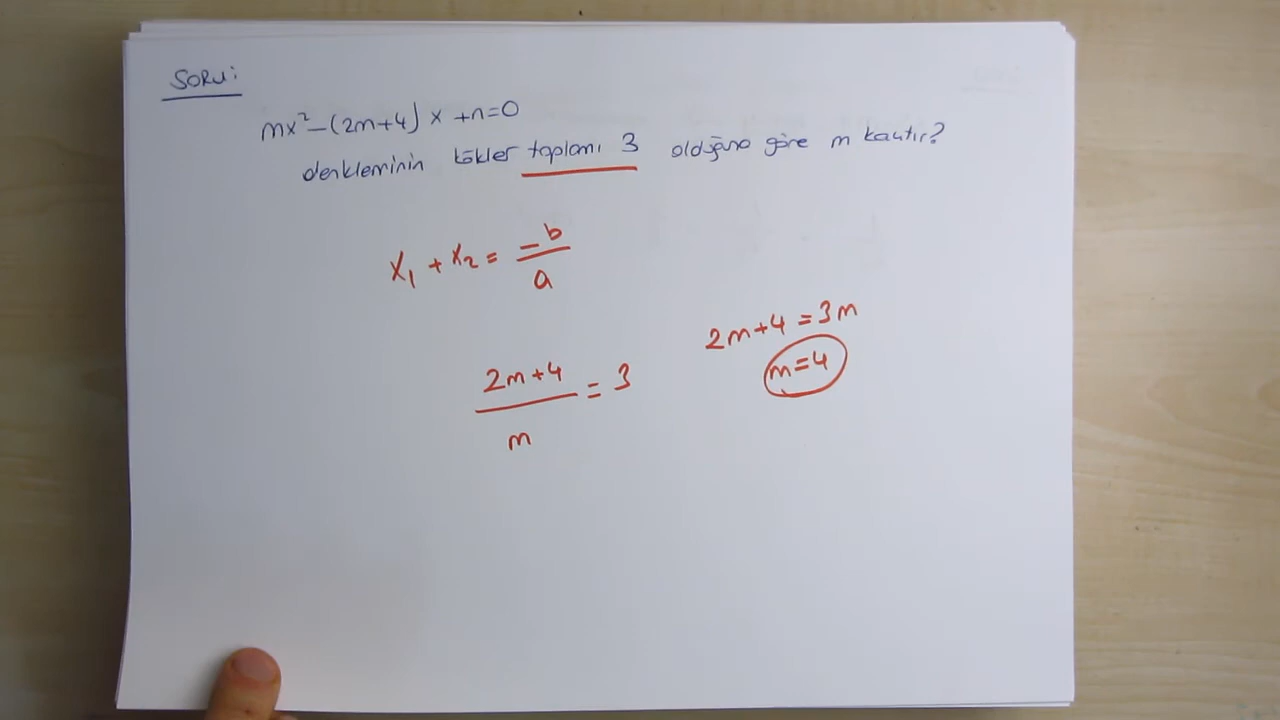 SORU:
mx²-(2m+4)x+n=0
denkleminin kökler toplamı 3 olduğuna göre m kaçtır?
x₁+x₂=-b/a
2m+4/m=3
2m+4=3m
m=4